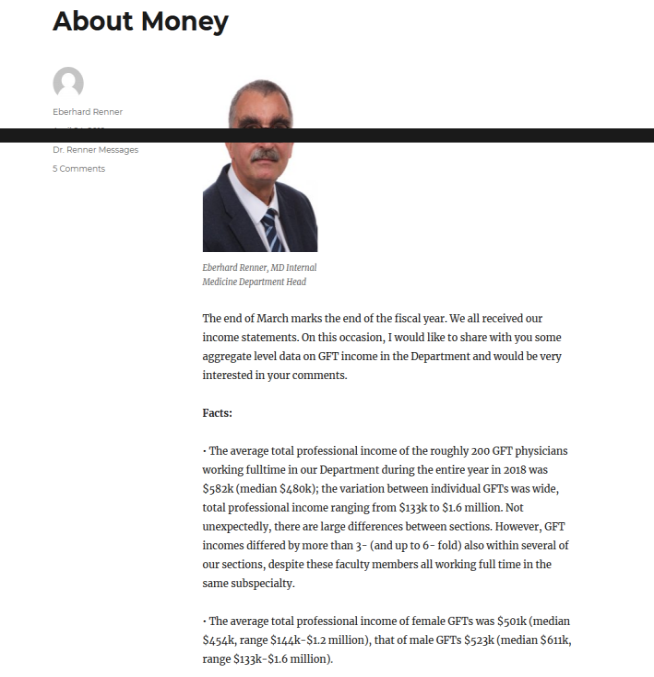 About Money
Eberhard Renner
Dr. Renner Messages
5 Comments
Eberhard Renner, MD Internal
Medicine Department Head
The end of March marks the end of the fiscal year. We all received our
income statements. On this occasion, I would like to share with you some
aggregate level data on GFT income in the Department and would be very
interested in your comments.
Facts:
• The average total professional income of the roughly 200 GFT physicians
working fulltime in our Department during the entire year in 2018 was
$582k (median $480k); the variation between individual GFTs was wide,
total professional income ranging from $133k to $1.6 million. Not
unexpectedly, there are large differences between sections. However, GFT
incomes differed by more than 3- (and up to 6- fold) also within several of
our sections, despite these faculty members all working full time in the
same subspecialty.
• The average total professional income of female GFTs was $501k (median
$454k, range $144k-$1.2 million), that of male GFTs $523k (median $611k,
range $133k-$1.6 million).